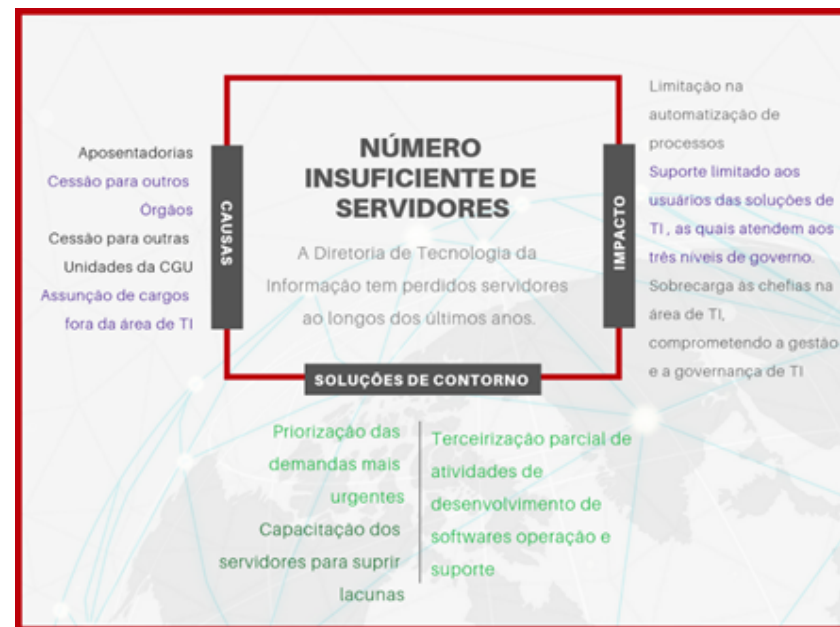 Aposentadorias
Cessão para outros
Órgãos
Cessão para outras
Unidades da CGU
Assunção de cargos
fora da área de TI
CAUSAS
NÚMERO
INSUFICIENTE DE
SERVIDORES
A Diretoria de Tecnologia da
Informação tem perdidos servidores
ao longos dos últimos anos.
IMPACTO
Limitação na
automatização de
processos
Suporte limitado aos
usuários das soluções de
TI , as quais atendem aos
três níveis de governo.
Sobrecarga às chefias na
área de TI,
comprometendo a gestão
e a governança de TI
SOLUÇÕES DE CONTORNO
Priorização das
demandas mais
urgentes
Capacitação dos
servidores para suprir
lacunas
Terceirização parcial de
atividades de
desenvolvimento de
softwares operação e
suporte